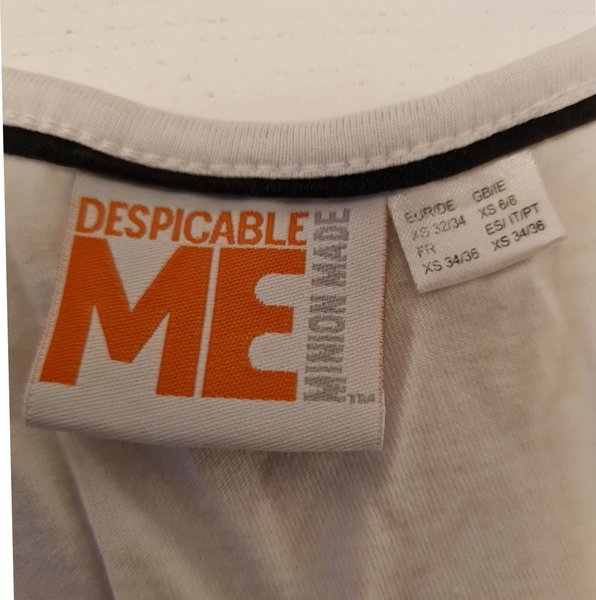 DESPICABLE
ME
MINION MADE
TM
EUR/DE GB/IE
XS 32/34 XS 6/8
FR ES/ IT/PT
XS 34/36 XS 34/36